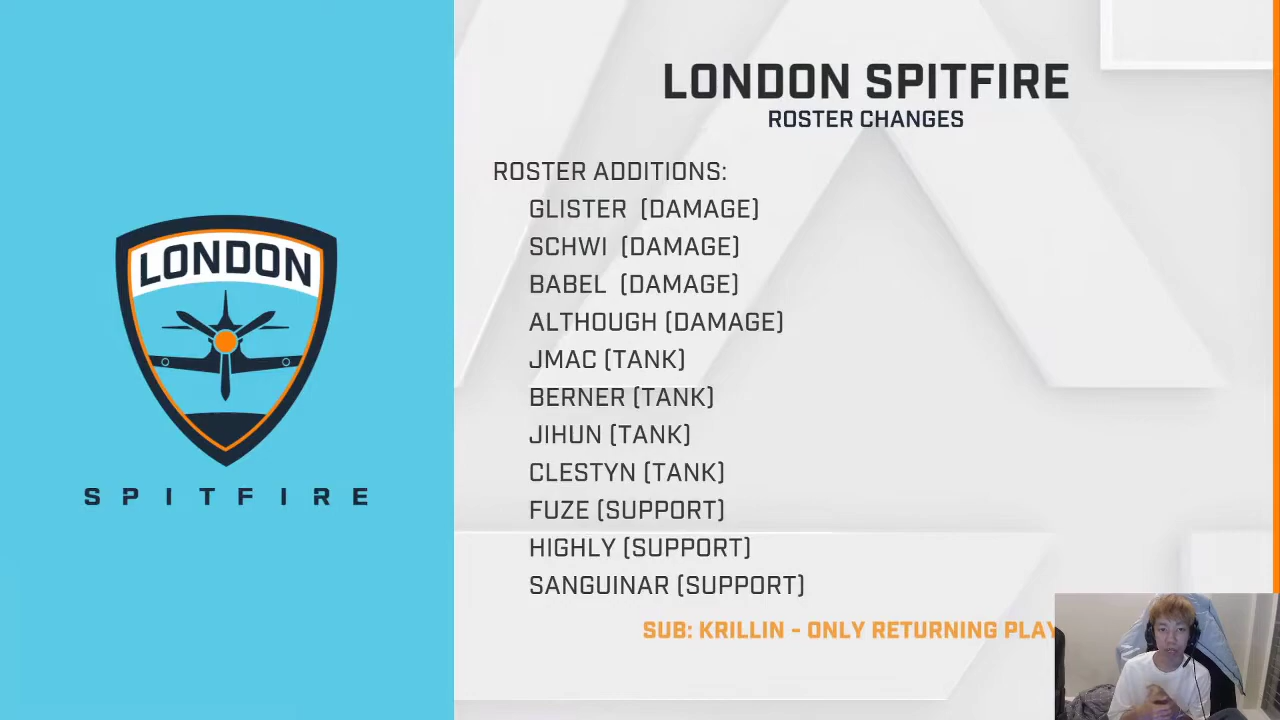 LONDON SPITFIRE
ROSTER CHANGES
ROSTER ADDITIONS:
GLISTER (DAMAGE)
SCHWI (DAMAGE)
BABEL (DAMAGE)
ALTHOUGH (DAMAGE)
JMAC (TANK)
BERNER (TANK)
JIHUN (TANK)
CLESTYN (TANK)
FUZE (SUPPORT)
HIGHLY (SUPPORT)
SANGUINAR (SUPPORT)
SUB: KRILLIN - ONLY RETURNING PLAY
LONDON
SPITFIRE